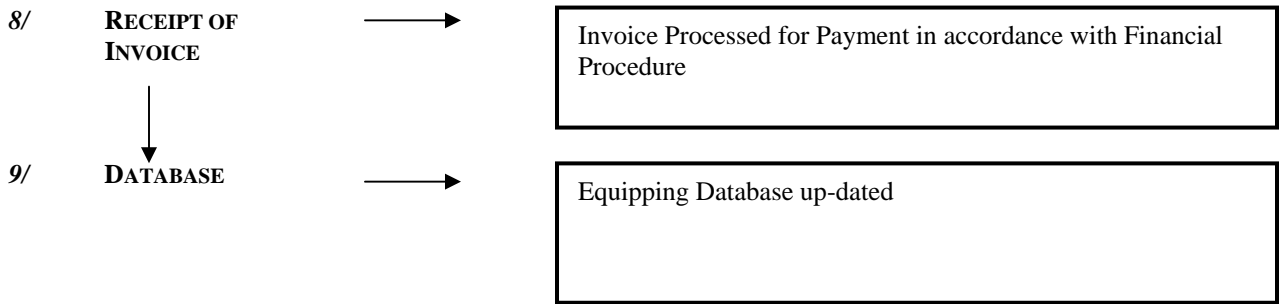 8/ RECEIPT OF
INVOICE
Invoice Processed for Payment in accordance with Financial
Procedure
9/ DATABASE
Equipping Database up-dated